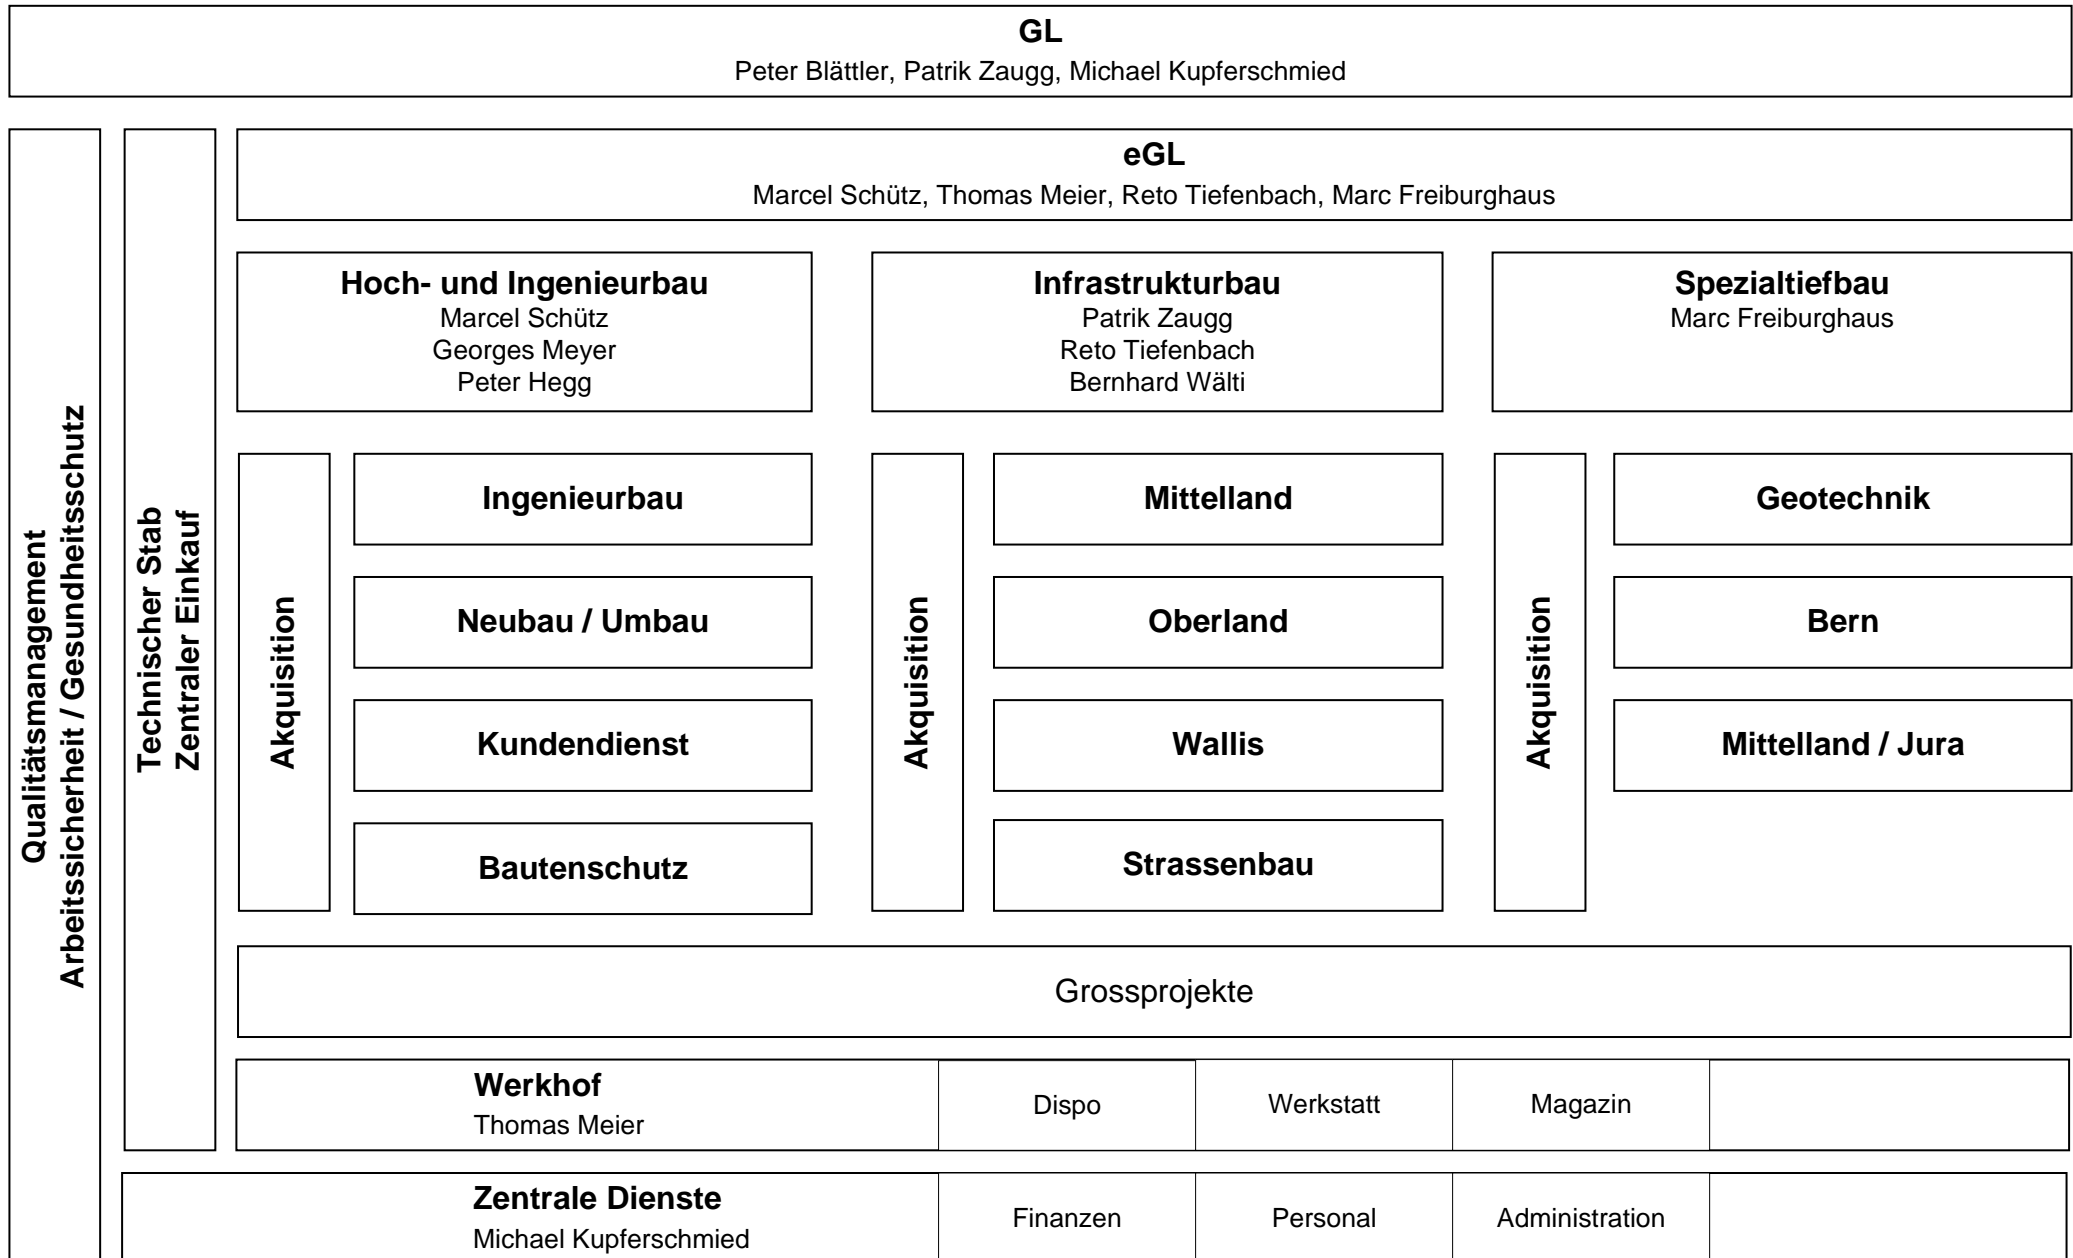 GL
Peter Blättler, Patrik Zaugg, Michael Kupferschmied
Qualitätsmanagement
Arbeitssicherheit / Gesundheitsschutz
Technischer Stab
Zentraler Einkauf
eGL
Marcel Schütz, Thomas Meier, Reto Tiefenbach, Marc Freiburghaus
Hoch- und Ingenieurbau
Marcel Schütz
Georges Meyer
Peter Hegg
Infrastrukturbau
Patrik Zaugg
Reto Tiefenbach
Bernhard Wälti
Spezialtiefbau
Marc Freiburghaus
Akquisition
Ingenieurbau
Neubau / Umbau
Kundendienst
Bautenschutz
Akquisition
Mittelland
Oberland
Wallis
Strassenbau
Akquisition
Geotechnik
Bern
Mittelland / Jura
Grossprojekte
Werkhof
Thomas Meier
Dispo
Werkstatt
Magazin
Zentrale Dienste
Michael Kupferschmied
Finanzen
Personal
Administration